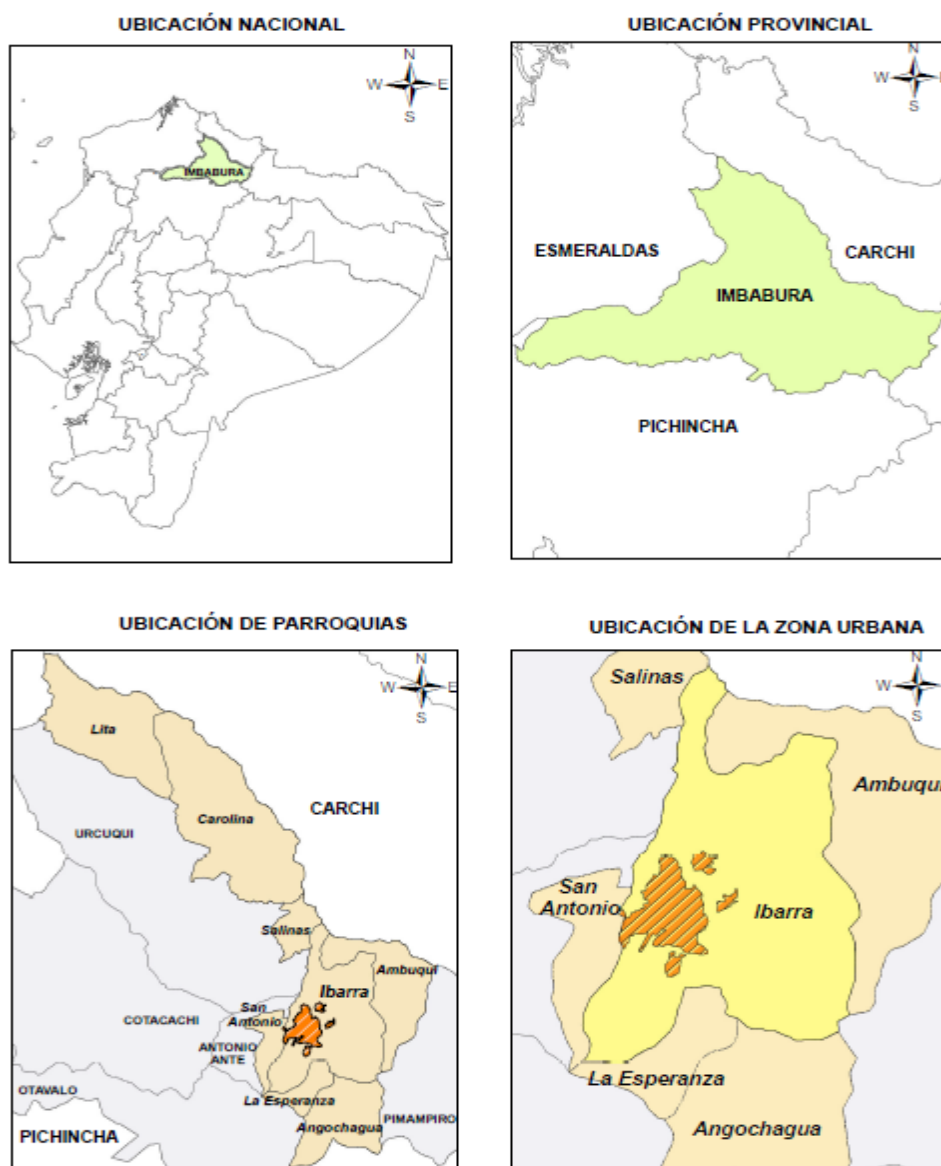 UBICACIÓN NACIONAL
N
W E
S
IMBABURA
UBICACIÓN PROVINCIAL
N
W E
S
ESMERALDAS
CARCHI
IMBABURA
PICHINCHA
UBICACIÓN DE PARROQUIAS
N
W E
S
Lita
CARCHI
Carolina
URCUQUI
Salinas
Ambuquí
Ibarra
San
Antonio
COTACACHI
ANTONIO
ANTE
OTAVALO
La Esperanza
PIMAMPIRO
Angochagua
PICHINCHA
UBICACIÓN DE LA ZONA URBANA
N
W E
S
Salinas
Ambuquí
San
Antonio
Ibarra
La Esperanza
Angochagua